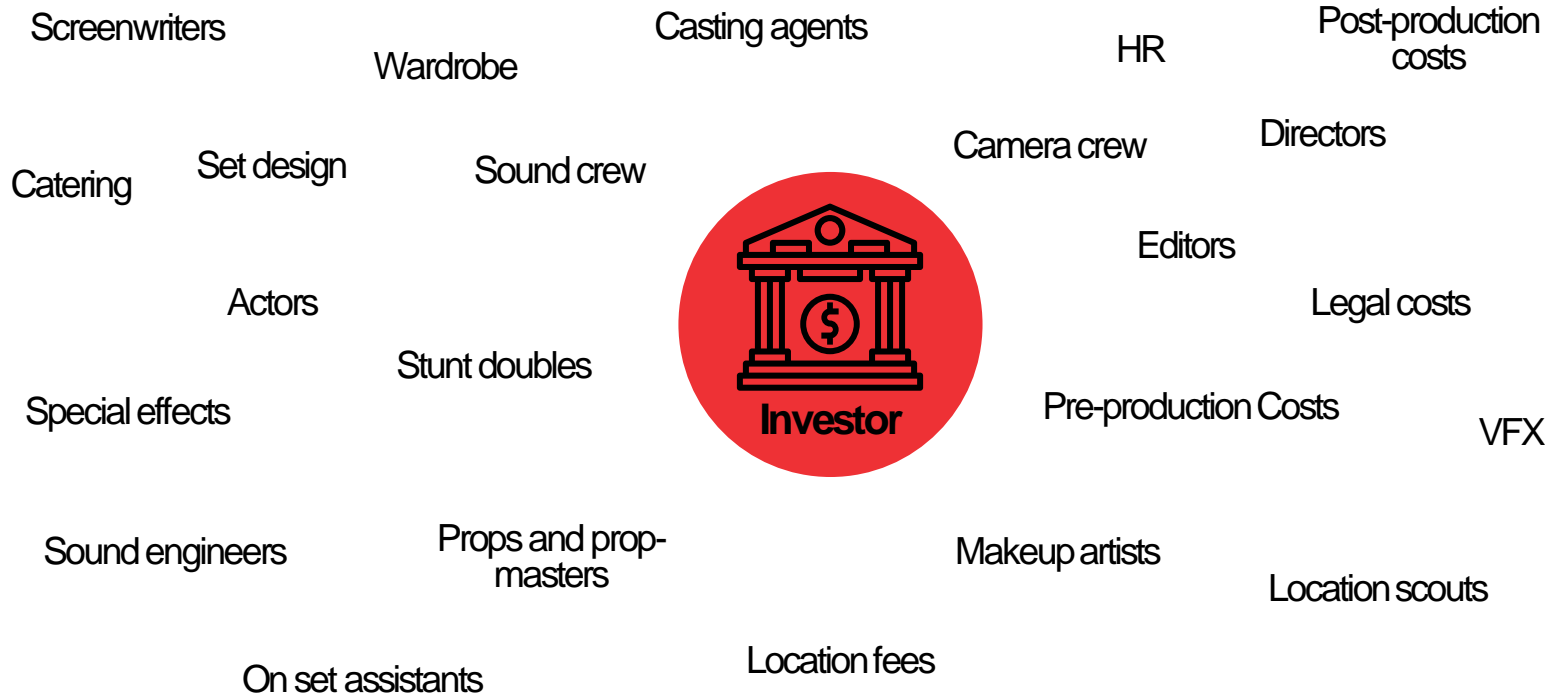 Screenwriters
Wardrobe
Casting agents
HR
Post-production
costs
Catering
Set design
Sound crew
Camera crew
Directors
Editors
Actors
Legal costs
Stunt doubles
Special effects
$
Investor
Pre-production Costs
VFX
Sound engineers
Props and prop-
masters
Makeup artists
Location scouts
On set assistants
Location fees